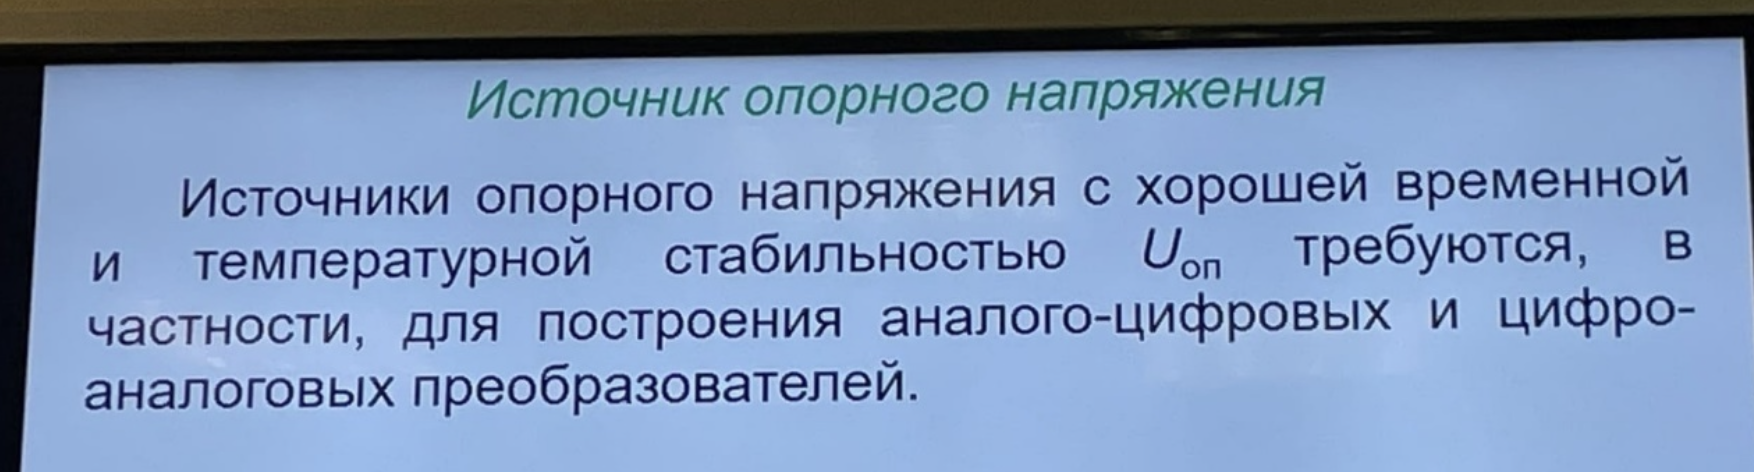 Источник опорного напряжения
Источники опорного напряжения с хорошей временной
и температурной стабильностью Uоп требуются, в
частности, для построения аналого-цифровых и цифро-
аналоговых преобразователей.